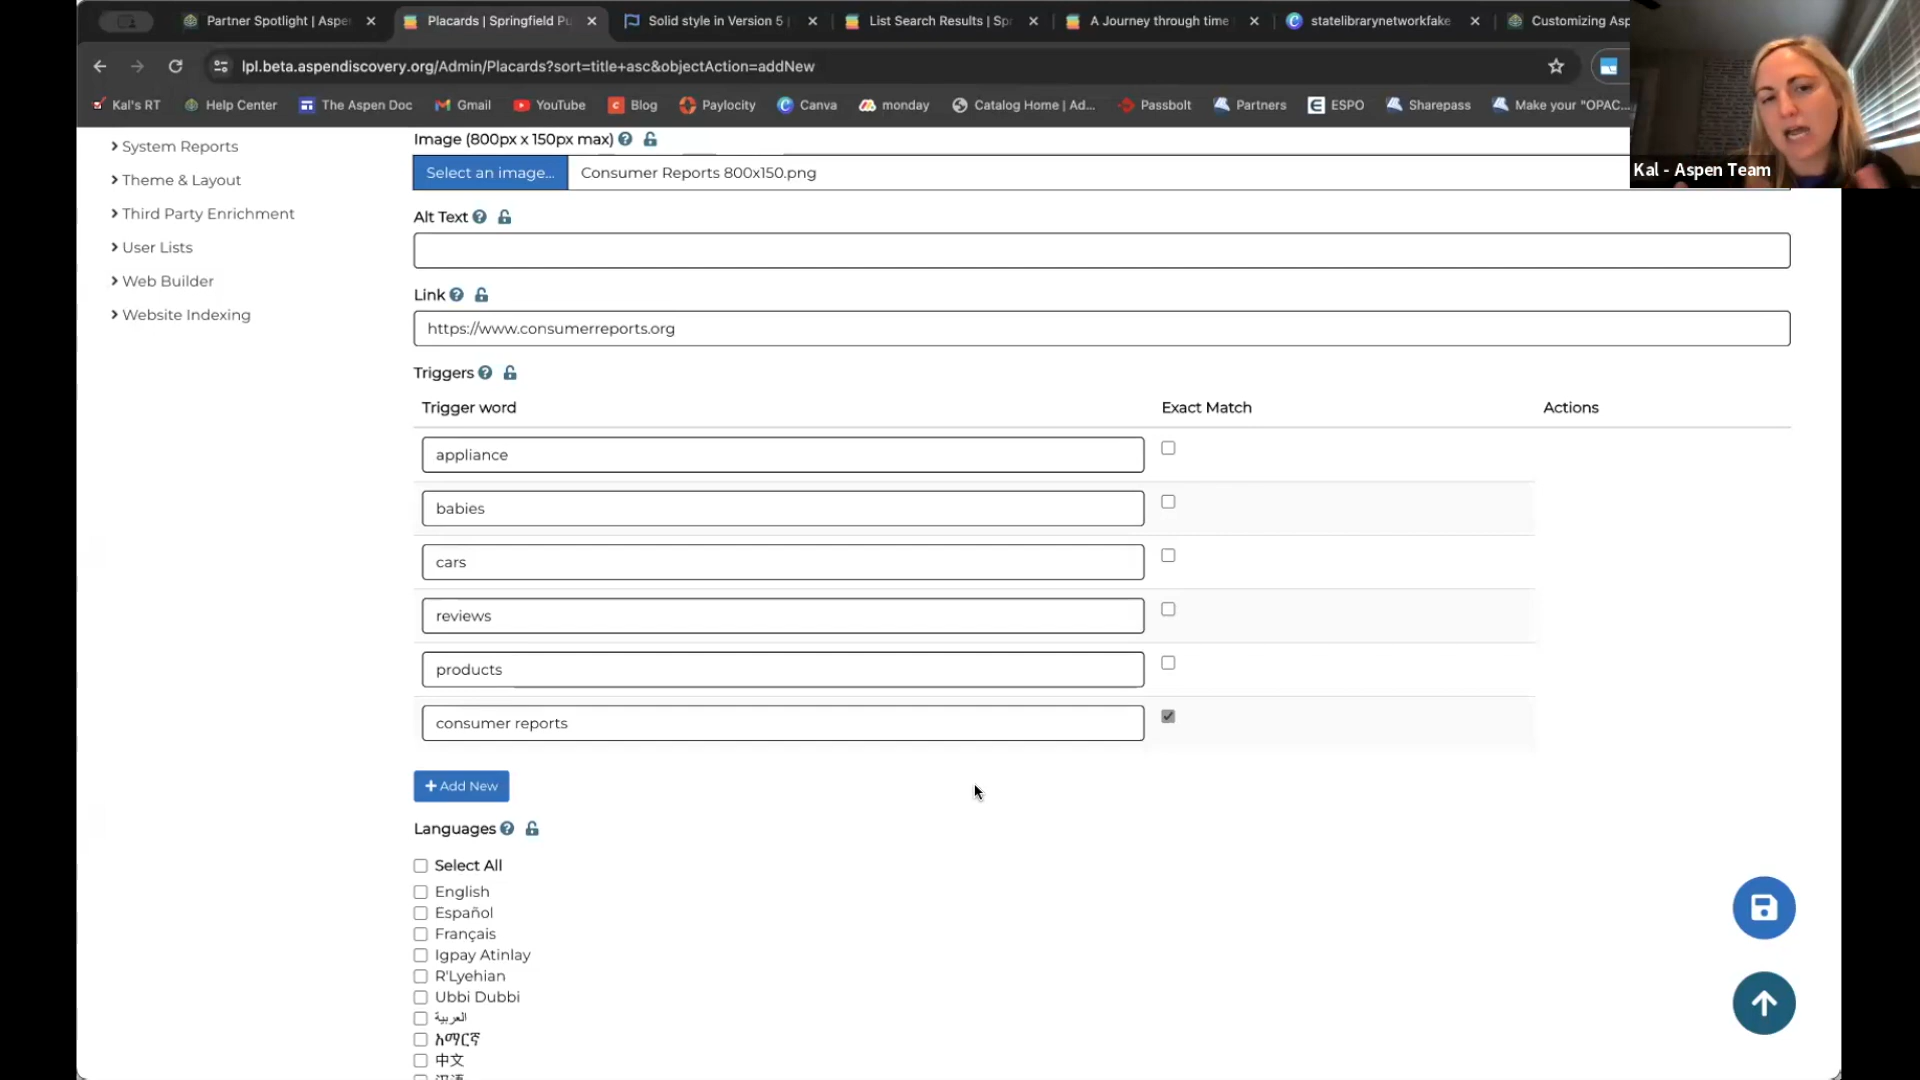 Partner Spotlight | Aspe
Placards | Springfield Pu
Solid style in Version 5 |
List Search Results | Spr
A Journey through time
statelibrarynetworkfake
Customizing Asp
lpl.beta.aspendiscovery.org/Admin/Placards?sort=title+asc&objectAction=addNew
Kal's RT
Help Center
The Aspen Doc
Gmail
YouTube
Blog
Paylocity
Canva
monday
Catalog Home | Ad...
Passbolt
Partners
ESPO
Sharepass
Make your "OPAC...
Kal - Aspen Team
System Reports
Theme & Layout
Third Party Enrichment
User Lists
Web Builder
Website Indexing
Image (800px x 150px max)
Select an image...
Consumer Reports 800x150.png
Alt Text
Link
https://www.consumerreports.org
Triggers
Trigger word
Exact Match
Actions
appliance
babies
cars
reviews
products
consumer reports
+ Add New
Languages
Select All
English
Español
Français
Igpay Atinlay
R'Lyehian
Ubbi Dubbi
العربية
አማርኛ
中文